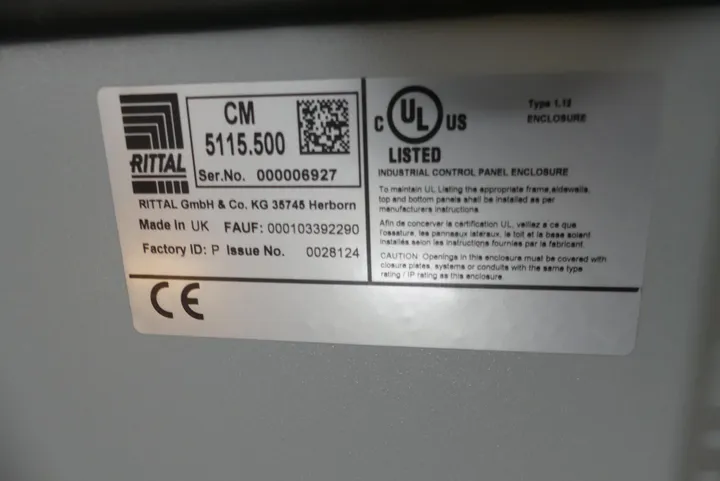 RITTAL
CM
5115.500
Ser.No. 000006927
RITTAL GmbH & Co. KG 35745 Herborn
Made in UK FAUF: 000103392290
Factory ID: P Issue No. 0028124
CE
C UL US
LISTED
Type 1,12
ENCLOSURE
INDUSTRIAL CONTROL PANEL ENCLOSURE
To maintain UL Listing the appropriate frame,sidewalls,
top and bottom panels shall be installed as per
manufacturers instructions.
Afin de concerver la certification UL, veillez a ce que
l'ossature, les panneaux latéraux, le toit et la base soient
installés selon les instructions fournies par le fabricant.
CAUTION: Openings in this enclosure must be covered with
closure plates, systems or conduits with the same type
rating / IP rating as this enclosure.